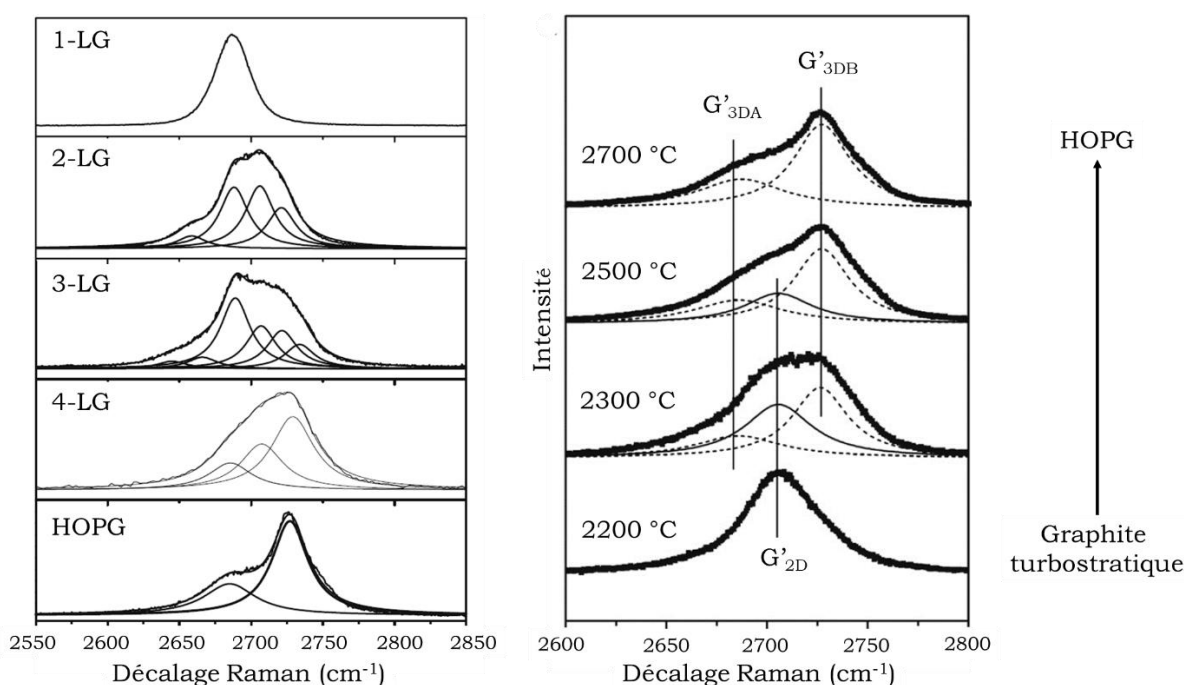 1-LG
2-LG
3-LG
4-LG
HOPG
2550 2600 2650 2700 2750 2800 2850
Décalage Raman (cm-1)
Intensité
G’3DA
G’3DB
2700 °C
2500 °C
2300 °C
2200 °C
G’2D
2600 2650 2700 2750 2800
Décalage Raman (cm-1)
HOPG
Graphite
turbostratique